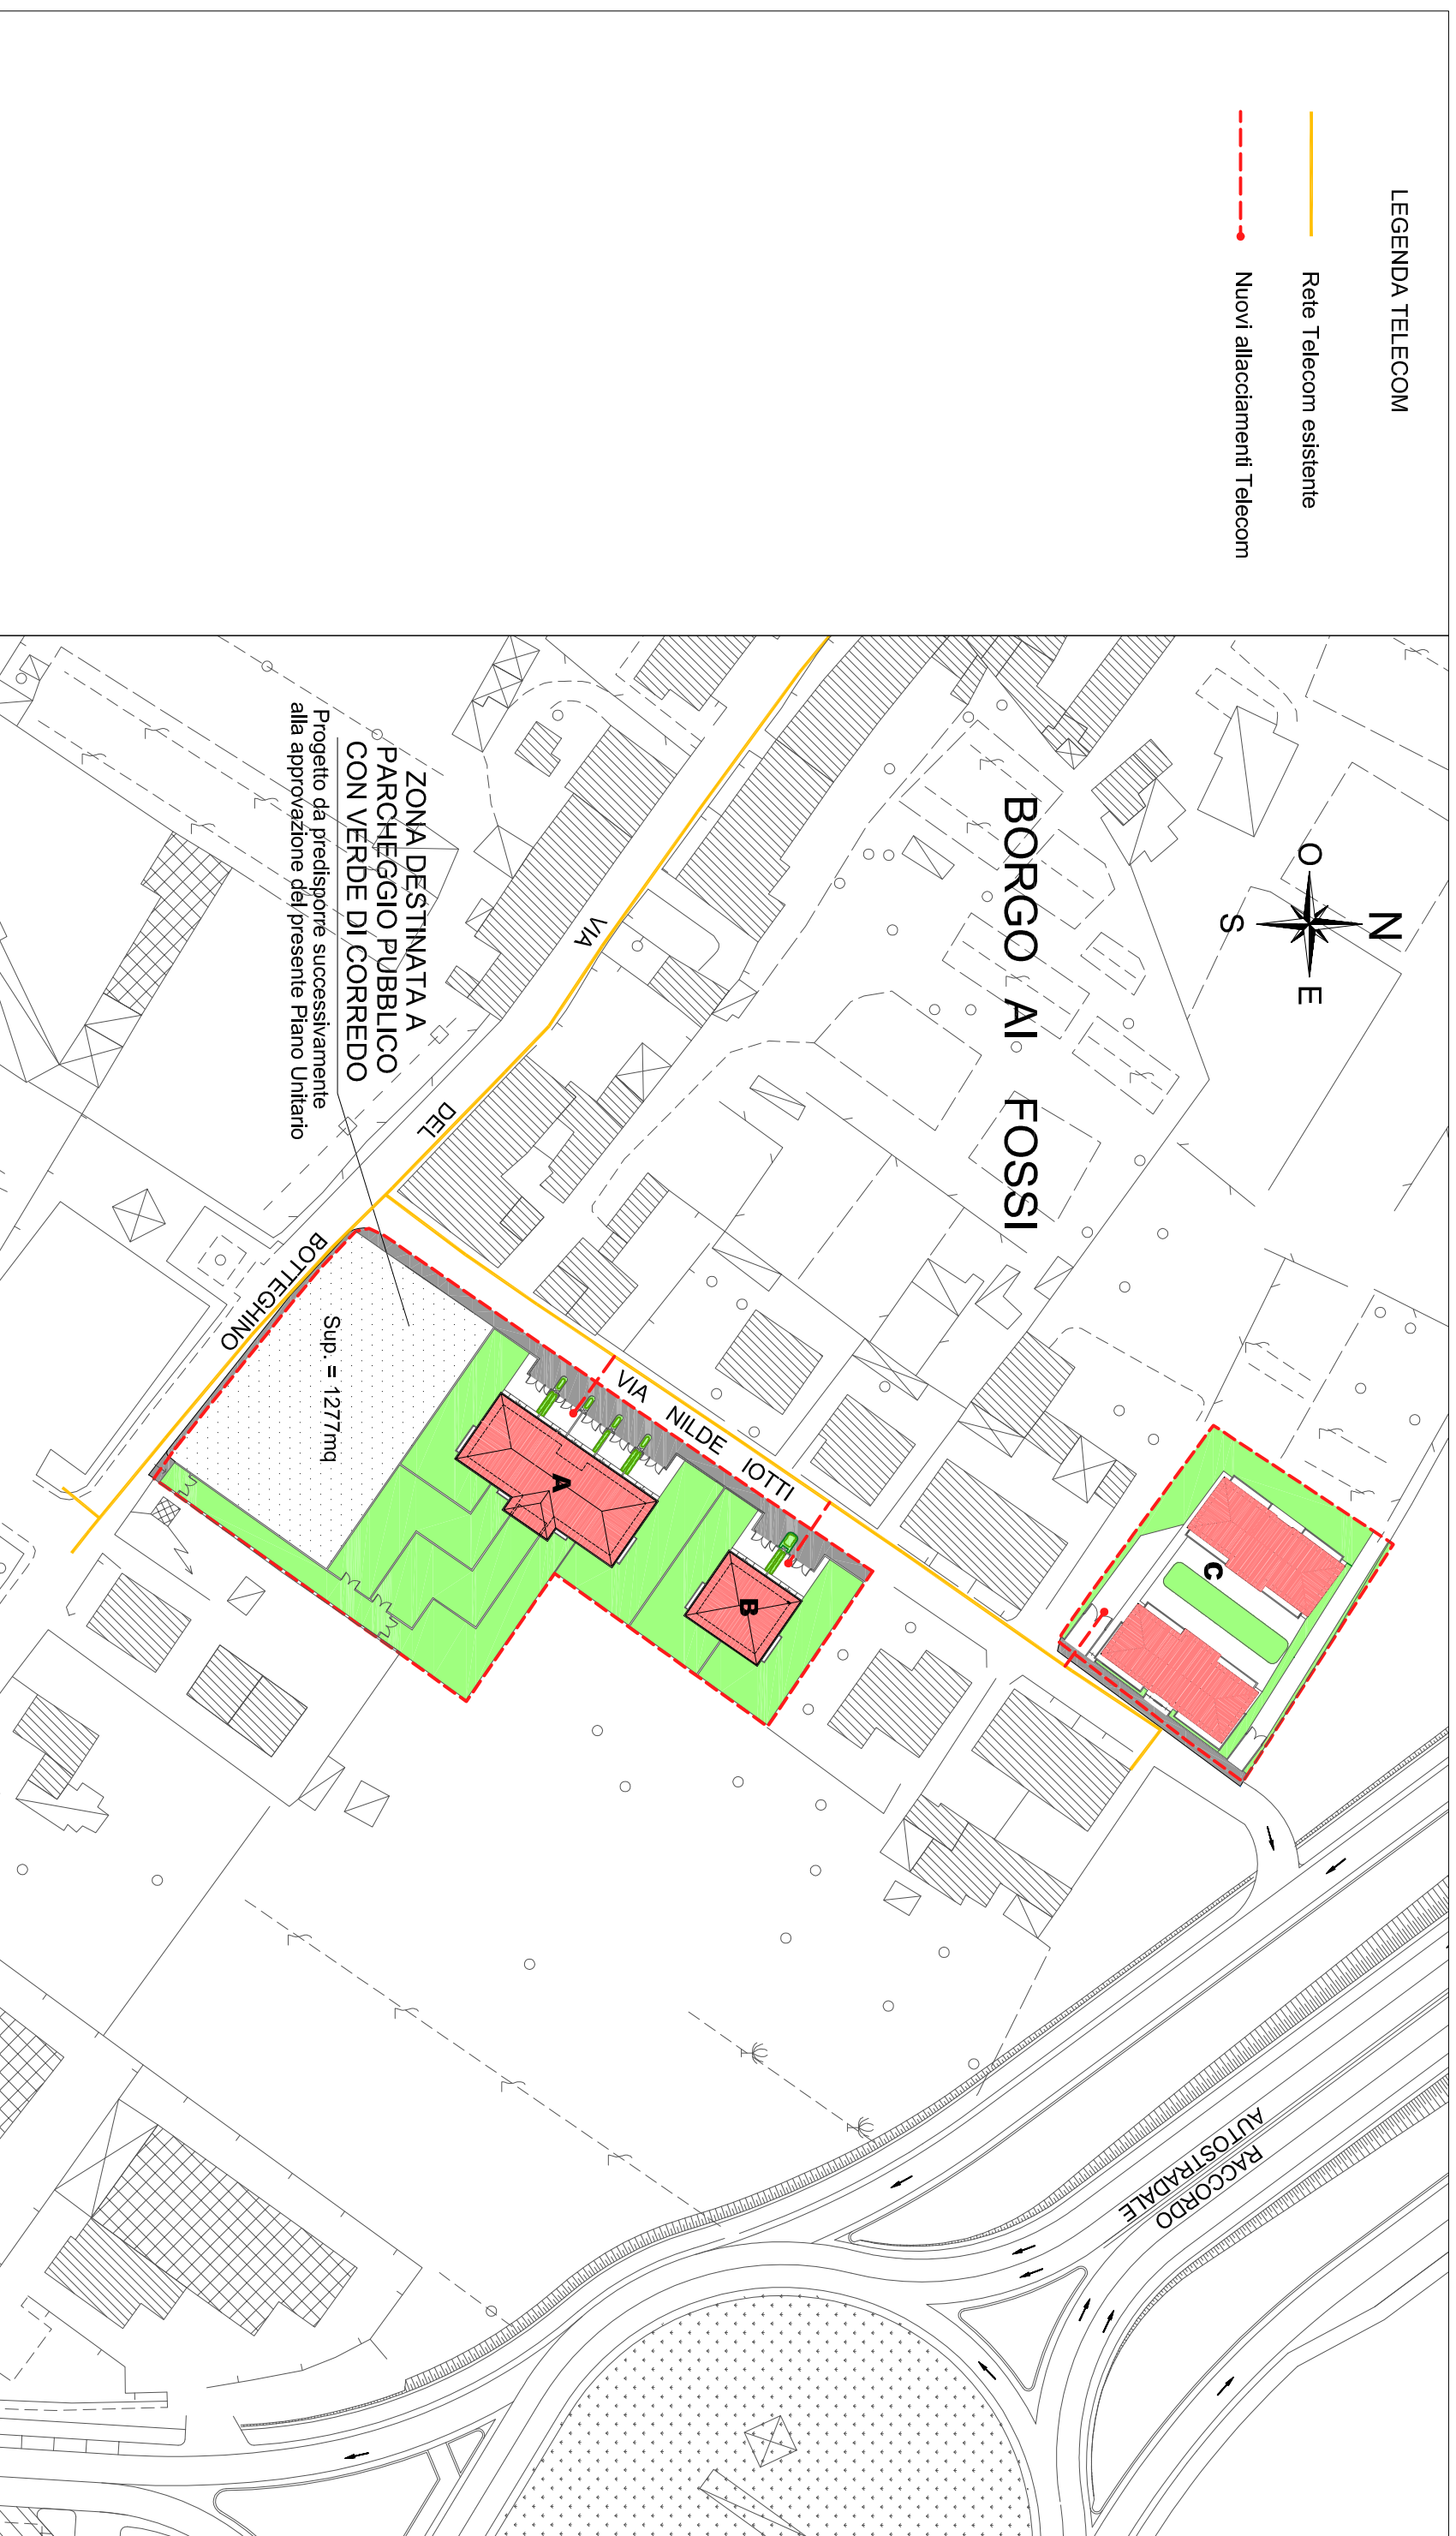 LEGENDA TELECOM
Rete Telecom esistente
Nuovi allacciamenti Telecom
N
O
E
S
BORGO AI FOSSI
VIA
DEL
BOTTEGHINO
ZONA DESTINATA A
PARCHEGGIO PUBBLICO
CON VERDE DI CORREDO
Progetto da predisporre successivamente
alla approvazione del presente Piano Unitario
Sup. = 1277mq
VIA NILDE IOTTI
A
B
C
RACCORDO
AUTOSTRADALE